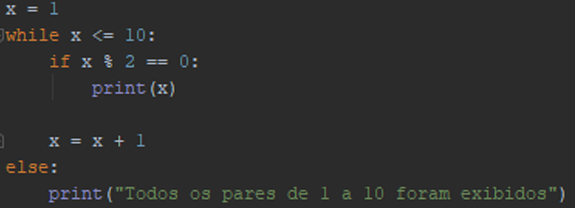 x = 1
while x <= 10:
    if x % 2 == 0:
        print(x)
    x = x + 1
else:
    print("Todos os pares de 1 a 10 foram exibidos")